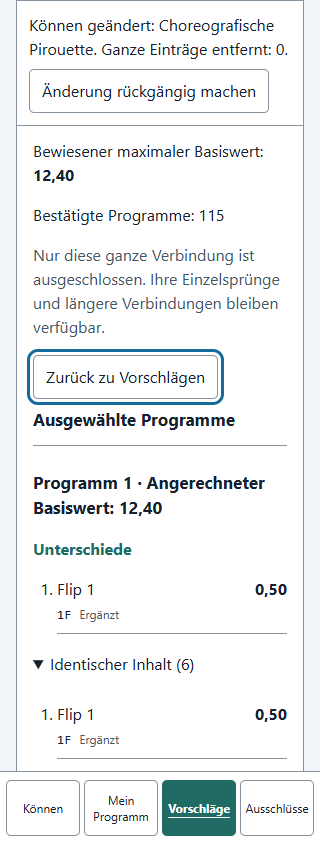 Können geändert: Choreografische
Pirouette. Ganze Einträge entfernt: 0.
Änderung rückgängig machen
Bewiesener maximaler Basiswert:
12,40
Bestätigte Programme: 115
Nur diese ganze Verbindung ist
ausgeschlossen. Ihre Einzelsprünge
und längere Verbindungen bleiben
verfügbar.
Zurück zu Vorschlägen
Ausgewählte Programme
Programm 1 · Angerechneter
Basiswert: 12,40
Unterschiede
1. Flip 1 0,50
1F Ergänzt
▼ Identischer Inhalt (6)
1. Flip 1 0,50
1F Ergänzt
Können
Mein
Programm
Vorschläge
Ausschlüsse